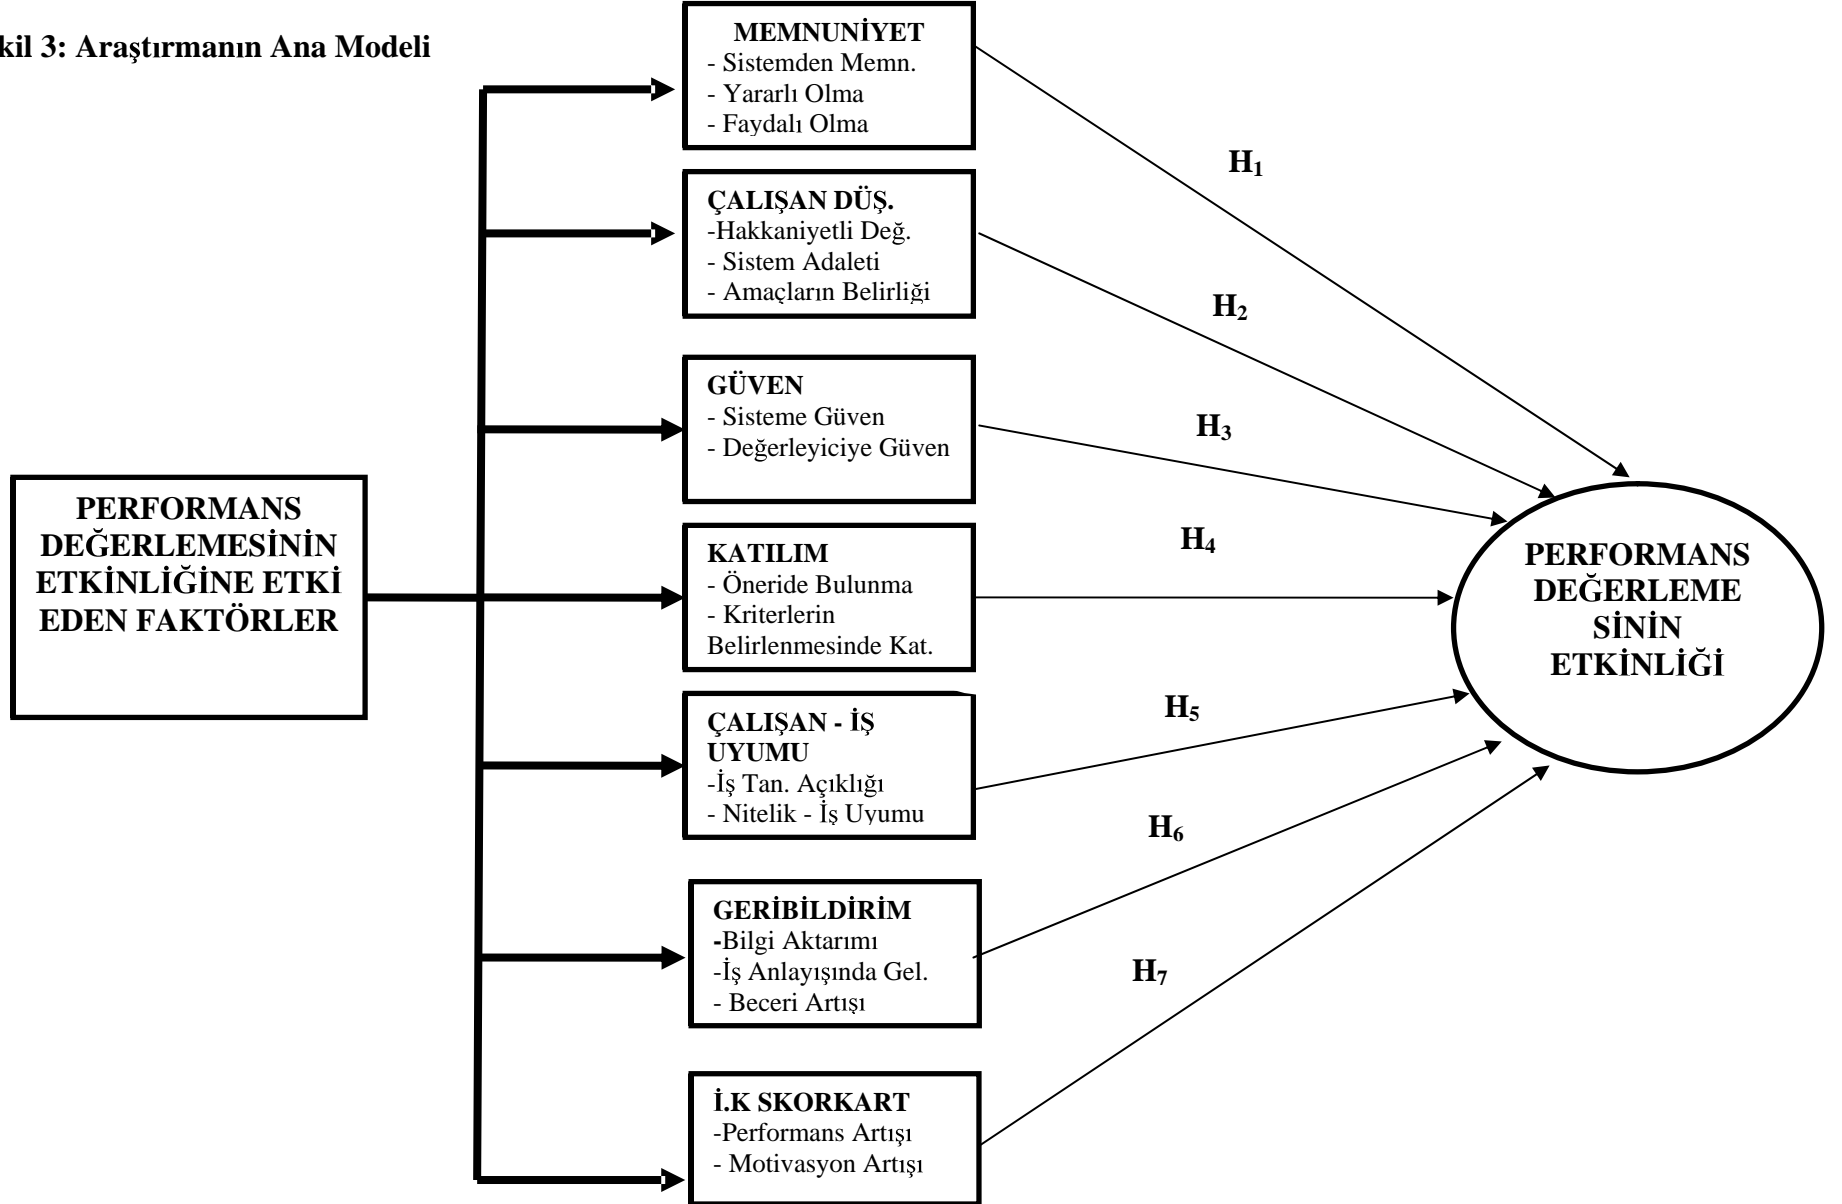 kil 3: Araştırmanın Ana Modeli
MEMNUNİYET
- Sistemden Memn.
- Yararlı Olma
- Faydalı Olma
H1
ÇALIŞAN DÜŞ.
-Hakkaniyetli Değ.
- Sistem Adaleti
- Amaçların Belirliği
H2
GÜVEN
- Sisteme Güven
- Değerleyiciye Güven
H3
PERFORMANS
DEĞERLEMESİNİN
ETKİNLİĞİNE ETKİ
EDEN FAKTÖRLER
KATILIM
- Öneride Bulunma
- Kriterlerin
Belirlenmesinde Kat.
H4
PERFORMANS
DEĞERLEME
SİNİN
ETKİNLİĞİ
ÇALIŞAN - İŞ
UYUMU
-İş Tan. Açıklığı
- Nitelik - İş Uyumu
H5
GERİBİLDİRİM
-Bilgi Aktarımı
-İş Anlayışında Gel.
- Beceri Artışı
H6
İ.K SKORKART
-Performans Artışı
- Motivasyon Artışı
H7